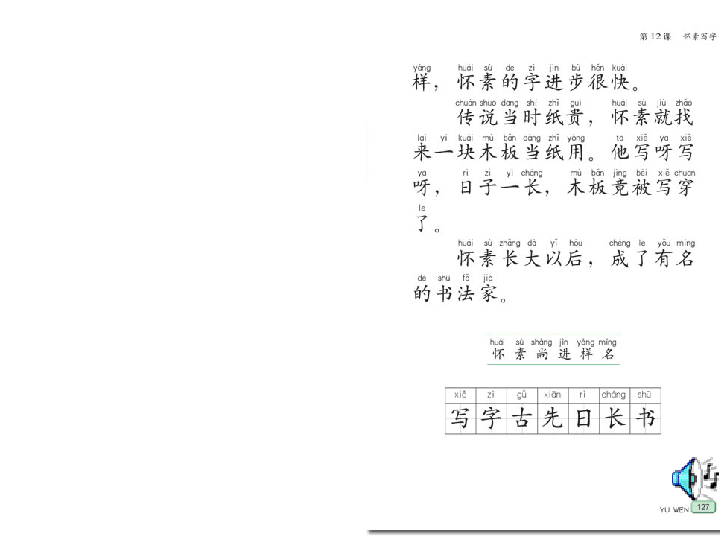 第12课 怀素写字
yàng huái sù de zì jìn bù hěn kuài
样，怀素的字进步很快。
chuán shuō dāng shí zhǐ guì huái sù jiù zhǎo
传说当时纸贵，怀素就找
lái yí kuài mù bǎn dàng zhǐ yòng tā xiě ya xiě
来一块木板当纸用。他写呀写
ya rì zi yì cháng mù bǎn jìng bèi xiě chuān
呀，日子一长，木板竟被写穿
le
了。
huái sù zhǎng dà yǐ hòu chéng le yǒu míng
怀素长大以后，成了有名
de shū fǎ jiā
的书法家。
huái sù shàng jìn yàng míng
怀素尚进样名
xiě zì gǔ xiān rì cháng shū
写字古先日长书
YU WEN 127